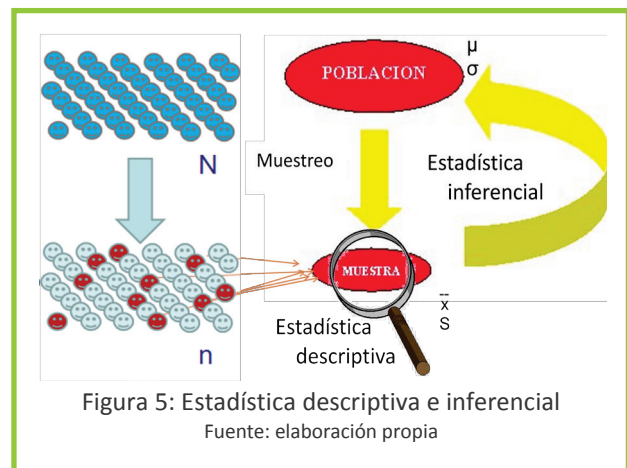 N
n
POBLACION
μ
σ
Muestreo
Estadística
inferencial
MUESTRA
x̅
S
Estadística
descriptiva
Figura 5: Estadística descriptiva e inferencial
Fuente: elaboración propia